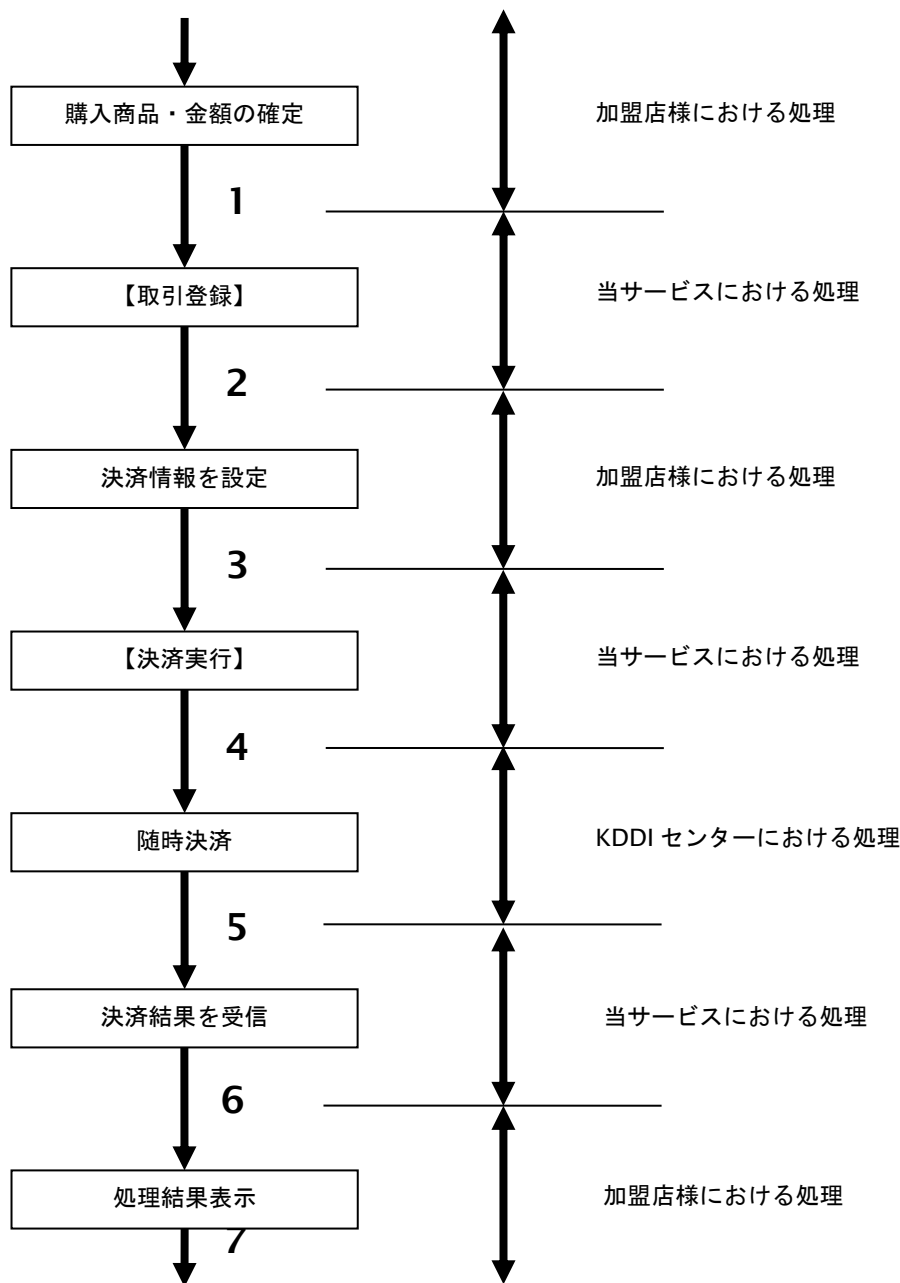 購入商品・金額の確定
加盟店様における処理
1
【取引登録】
当サービスにおける処理
2
決済情報を設定
加盟店様における処理
3
【決済実行】
当サービスにおける処理
4
随時決済
KDDI センターにおける処理
5
決済結果を受信
当サービスにおける処理
6
処理結果表示
加盟店様における処理
7